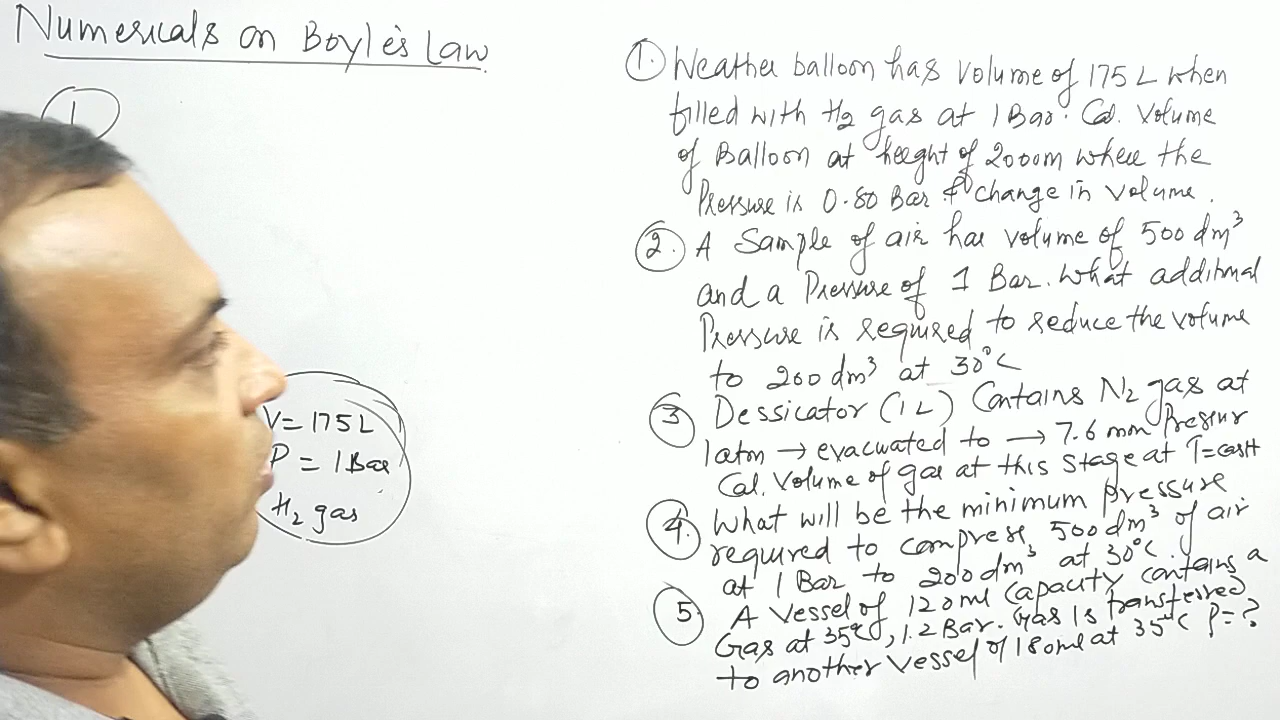 Numericals on Boyle's Law.
1
V = 175 L
P = 1 Bar
H2 gas
1. Weather balloon has volume of 175 L when
filled with H2 gas at 1 Bar. Cal. Volume
of Balloon at height of 2000m where the
Pressure is 0.80 Bar & change in volume.
2. A Sample of air has volume of 500 dm³
and a Pressure of 1 Bar. What additional
Pressure is required to reduce the volume
to 200 dm³ at 30°C
3 Dessicator (1L) Contains N2 gas at
1atm → evacuated to → 7.6 mm Pressur
Cal. Volume of gas at this stage at T=const
4. What will be the minimum pressure
required to compress 500 dm³ of air
at 1 Bar to 200 dm³ at 30°C.
5. A Vessel of 120 ml Capacity contains a
Gas at 35°C, 1.2 Bar. Gas is transferred
to another vessel of 180ml at 35°C P=?